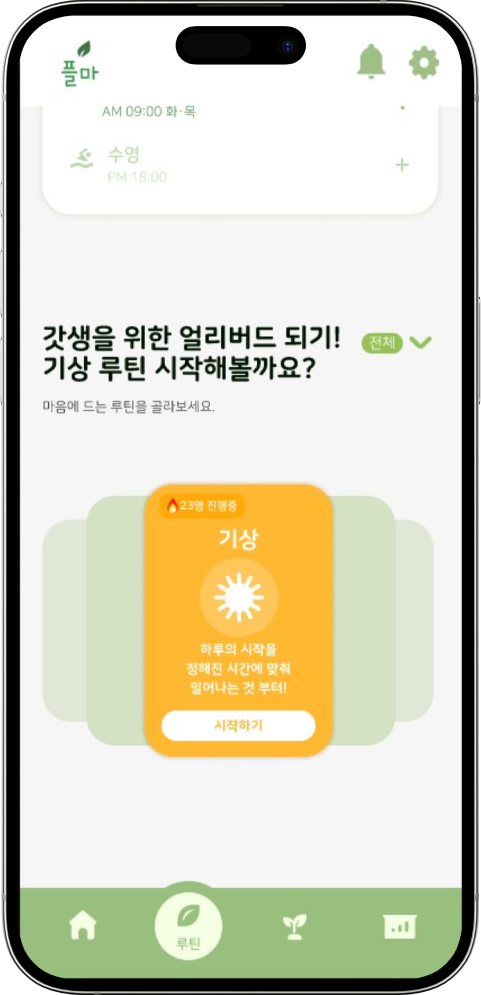 플마
AM 09:00 화·목
수영
PM 18:00
갓생을 위한 얼리버드 되기!
기상 루틴 시작해볼까요?
전체
마음에 드는 루틴을 골라보세요.
23명 진행중
기상
하루의 시작을
정해진 시간에 맞춰
일어나는 것 부터!
시작하기
루틴